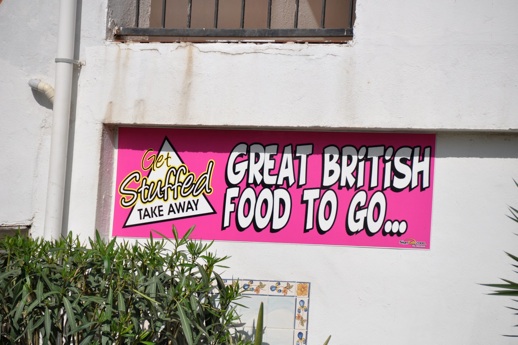 Get
Stuffed
TAKE AWAY
GREAT BRiTiSH
FOOD TO GO...